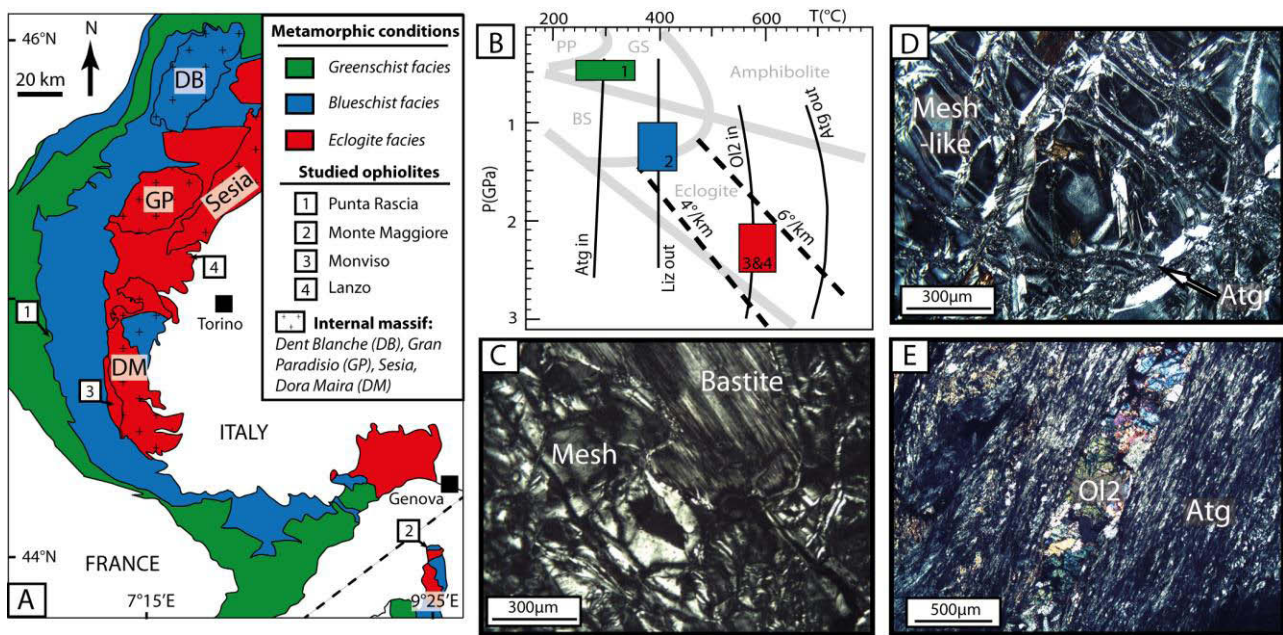 46°N
N
20 km
DB
GP
Sesia
4
Torino
1
DM
3
ITALY
Genova
2
44°N
FRANCE
A
7°15'E
9°25'E
Metamorphic conditions
Greenschist facies
Blueschist facies
Eclogite facies
Studied ophiolites
1 Punta Rascia
2 Monte Maggiore
3 Monviso
4 Lanzo
Internal massif:
Dent Blanche (DB), Gran
Paradisio (GP), Sesia,
Dora Maira (DM)
B
200 400 600 T(°C)
PP GS
1
Amphibolite
BS
1
2
Ol2 in
Atg out
Eclogite
P(GPa)
2
4°/km
6°/km
3&4
Atg in
Liz out
3
C
Bastite
Mesh
300µm
D
Mesh
-like
Atg
300µm
E
Ol2
Atg
500µm